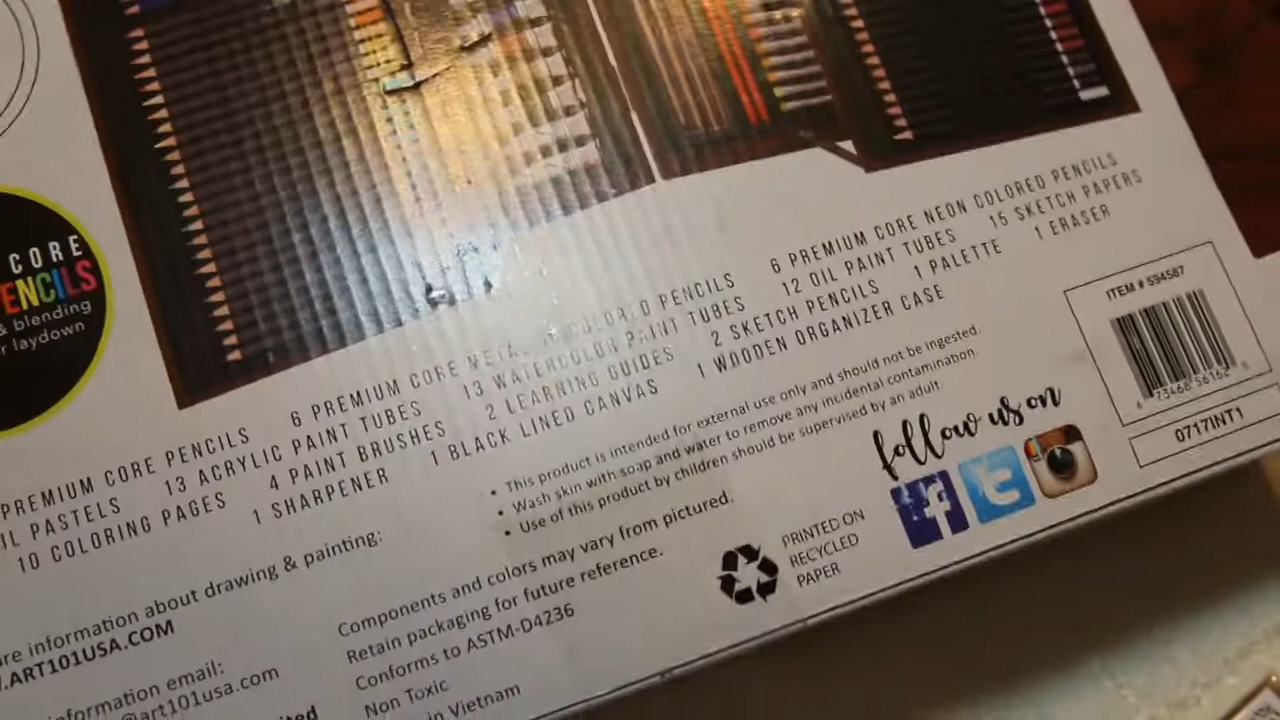 CORE
ENCILS
& blending
r laydown
PREMIUM CORE PENCILS 6 PREMIUM CORE COLORED PENCILS 6 PREMIUM CORE NEON COLORED PENCILS
IL PASTELS 13 ACRYLIC PAINT TUBES 13 WATERCOLOR PAINT TUBES 12 OIL PAINT TUBES 15 SKETCH PAPERS
10 COLORING PAGES 4 PAINT BRUSHES 2 LEARNING GUIDES 2 SKETCH PENCILS 1 PALETTE 1 ERASER
1 SHARPENER 1 BLACK LINED CANVAS 1 WOODEN ORGANIZER CASE
• This product is intended for external use only and should not be ingested.
• Wash skin with soap and water to remove any incidental contamination.
• Use of this product by children should be supervised by an adult
ore information about drawing & painting:
.ART101USA.COM
information email:
@art101usa.com
ited
Components and colors may vary from pictured.
Retain packaging for future reference.
Conforms to ASTM-D4236
Non Toxic
in Vietnam
PRINTED ON
RECYCLED
PAPER
follow us on
ITEM # 594587
0717INT1